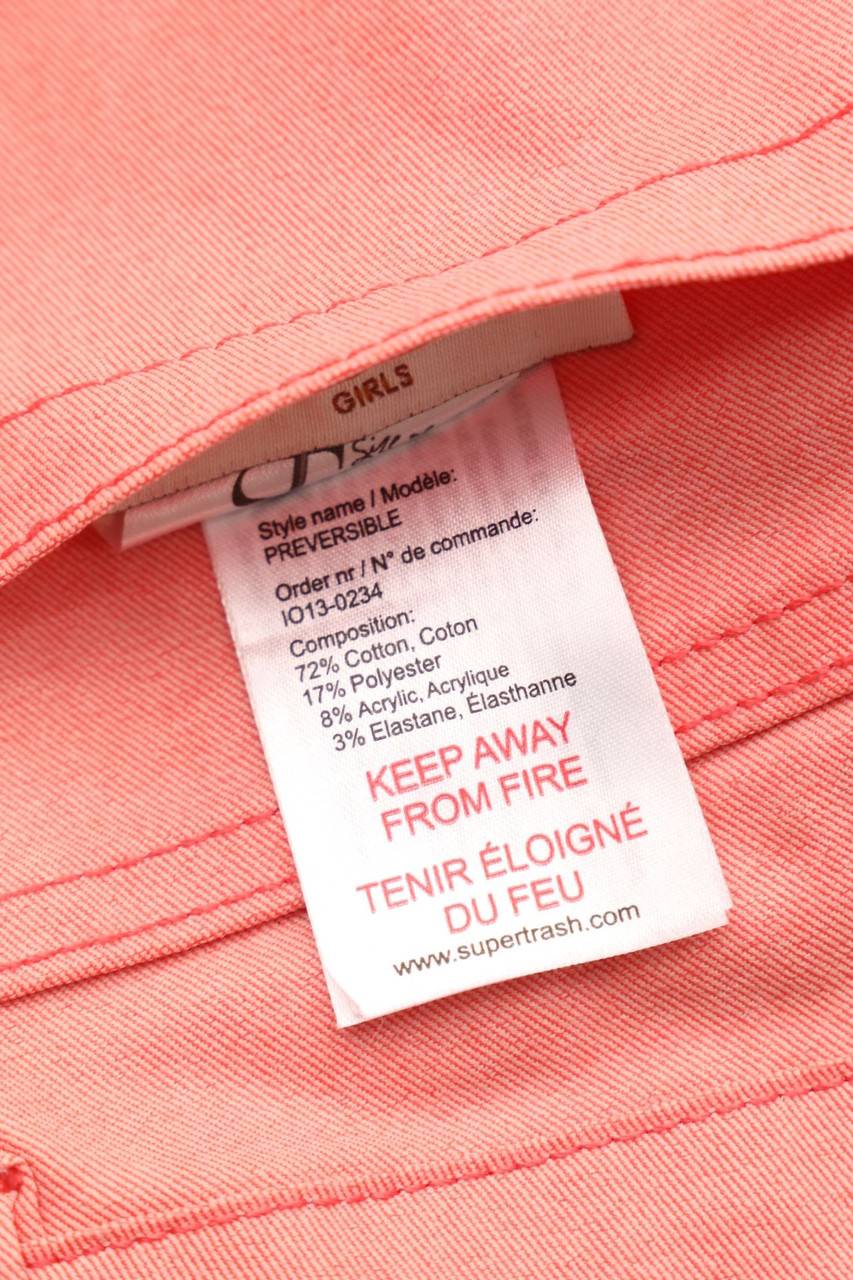 GIRLS
Style name / Modèle:
PREVERSIBLE
Order nr / N° de commande:
IO13-0234
Composition:
72% Cotton, Coton
17% Polyester
8% Acrylic, Acrylique
3% Elastane, Élasthanne
KEEP AWAY
FROM FIRE
TENIR ÉLOIGNÉ
DU FEU
www.supertrash.com